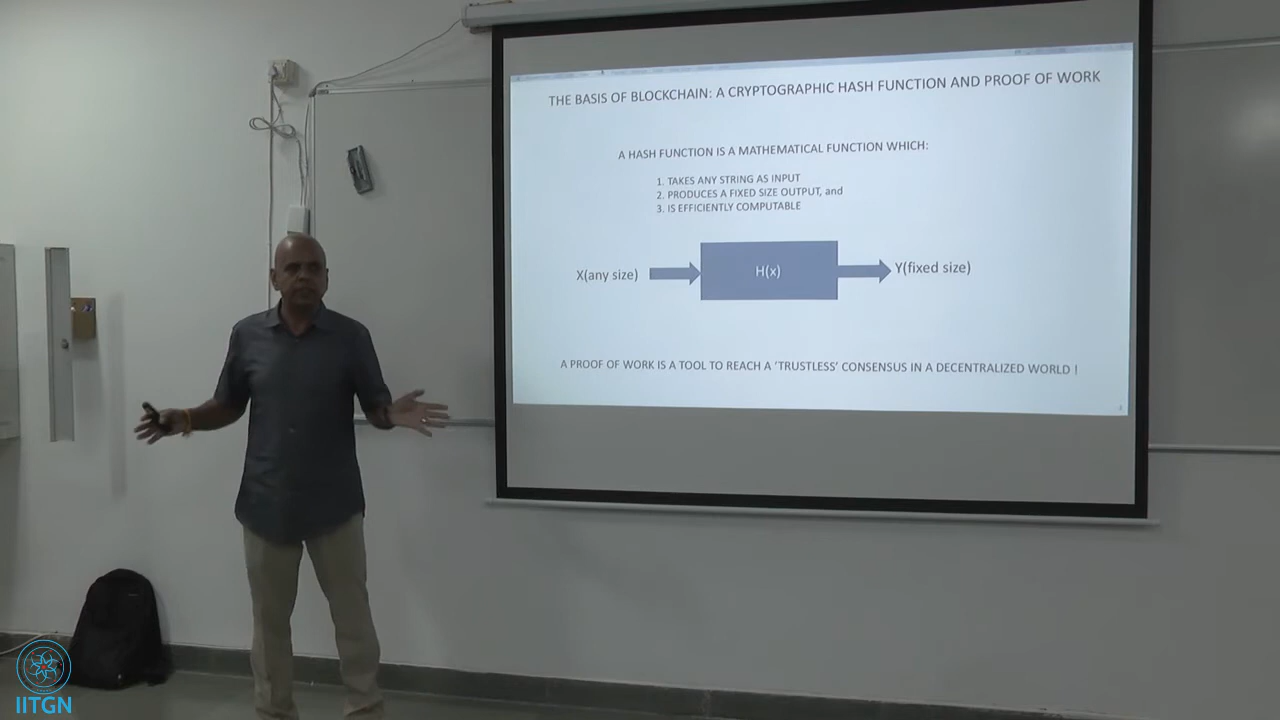 THE BASIS OF BLOCKCHAIN: A CRYPTOGRAPHIC HASH FUNCTION AND PROOF OF WORK
A HASH FUNCTION IS A MATHEMATICAL FUNCTION WHICH:
1. TAKES ANY STRING AS INPUT
2. PRODUCES A FIXED SIZE OUTPUT, and
3. IS EFFICIENTLY COMPUTABLE
X(any size)
H(x)
Y(fixed size)
A PROOF OF WORK IS A TOOL TO REACH A 'TRUSTLESS' CONSENSUS IN A DECENTRALIZED WORLD !
IITGN